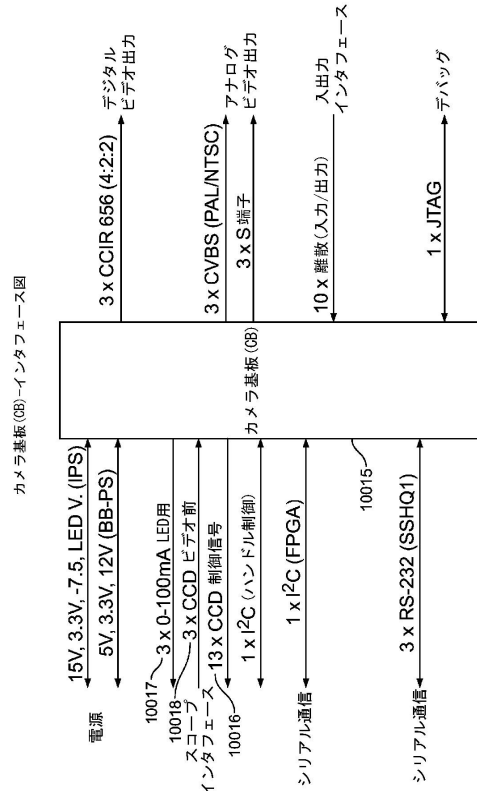 カメラ基板(CB)-インタフェース図
電源
15V, 3.3V, -7.5, LED V. (IPS)
5V, 3.3V, 12V (BB-PS)
10017
3 x 0-100mA LED用
10018
3 x CCD ビデオ前
スコープ
インタフェース
13 x CCD 制御信号
10016
1 x I²C (ハンドル制御)
シリアル通信
1 x I²C (FPGA)
シリアル通信
3 x RS-232 (SSHQ1)
カメラ基板(CB)
10015
3 x CCIR 656 (4:2:2)
デジタル
ビデオ出力
3 x CVBS (PAL/NTSC)
3 x S端子
アナログ
ビデオ出力
10 x 離散(入力/出力)
入出力
インタフェース
1 x JTAG
デバッグ